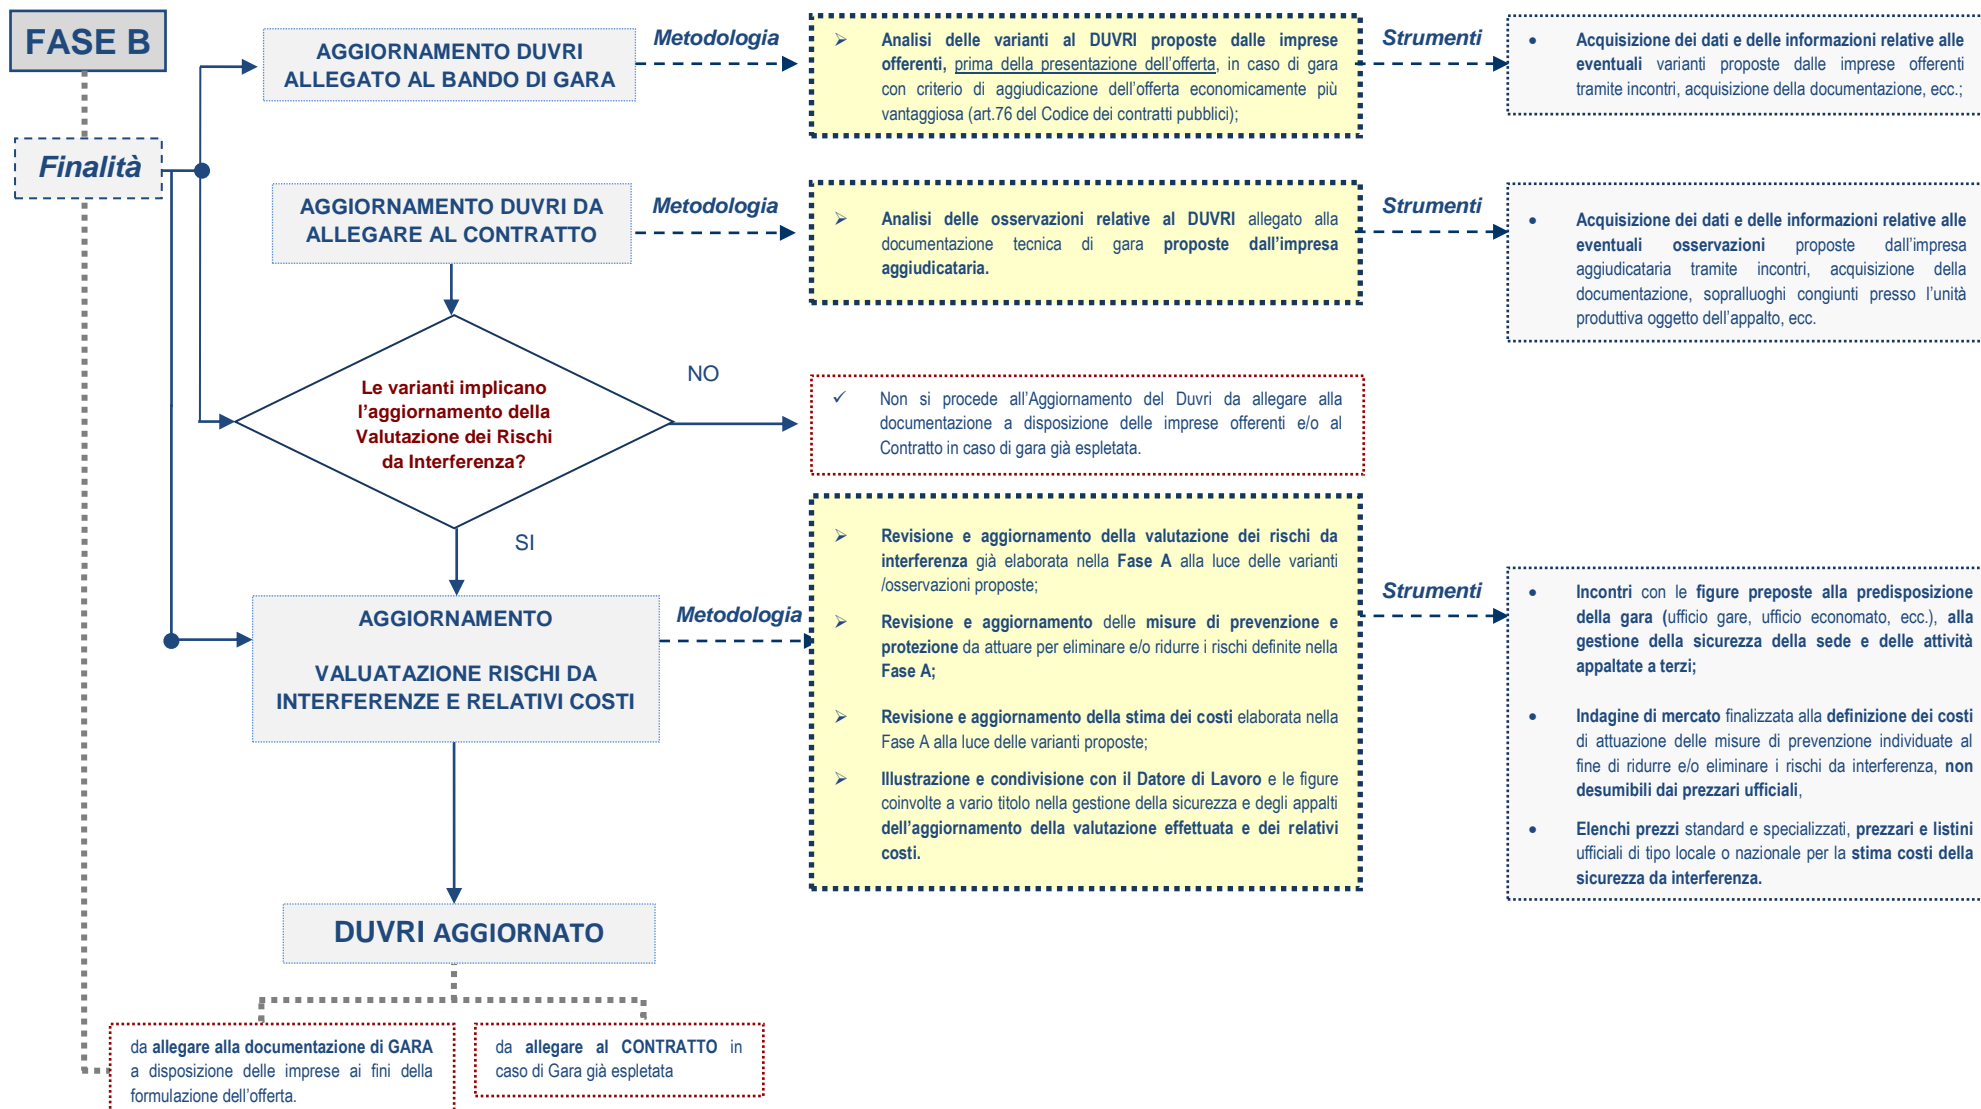 FASE B
Finalità
AGGIORNAMENTO DUVRI
ALLEGATO AL BANDO DI GARA
Metodologia
➢ Analisi delle varianti al DUVRI proposte dalle imprese
offerenti, prima della presentazione dell'offerta, in caso di gara
con criterio di aggiudicazione dell'offerta economicamente più
vantaggiosa (art.76 del Codice dei contratti pubblici);
Strumenti
• Acquisizione dei dati e delle informazioni relative alle
eventuali varianti proposte dalle imprese offerenti
tramite incontri, acquisizione della documentazione, ecc.;
AGGIORNAMENTO DUVRI DA
ALLEGARE AL CONTRATTO
Metodologia
➢ Analisi delle osservazioni relative al DUVRI allegato alla
documentazione tecnica di gara proposte dall'impresa
aggiudicataria.
Strumenti
• Acquisizione dei dati e delle informazioni relative alle
eventuali osservazioni proposte dall'impresa
aggiudicataria tramite incontri, acquisizione della
documentazione, sopralluoghi congiunti presso l'unità
produttiva oggetto dell'appalto, ecc.
Le varianti implicano
l'aggiornamento della
Valutazione dei Rischi
da Interferenza?
NO
✓ Non si procede all'Aggiornamento del Duvri da allegare alla
documentazione a disposizione delle imprese offerenti e/o al
Contratto in caso di gara già espletata.
SI
AGGIORNAMENTO
VALUATAZIONE RISCHI DA
INTERFERENZE E RELATIVI COSTI
Metodologia
➢ Revisione e aggiornamento della valutazione dei rischi da
interferenza già elaborata nella Fase A alla luce delle varianti
/osservazioni proposte;
➢ Revisione e aggiornamento delle misure di prevenzione e
protezione da attuare per eliminare e/o ridurre i rischi definite nella
Fase A;
➢ Revisione e aggiornamento della stima dei costi elaborata nella
Fase A alla luce delle varianti proposte;
➢ Illustrazione e condivisione con il Datore di Lavoro e le figure
coinvolte a vario titolo nella gestione della sicurezza e degli appalti
dell'aggiornamento della valutazione effettuata e dei relativi
costi.
Strumenti
• Incontri con le figure preposte alla predisposizione
della gara (ufficio gare, ufficio economato, ecc.), alla
gestione della sicurezza della sede e delle attività
appaltate a terzi;
• Indagine di mercato finalizzata alla definizione dei costi
di attuazione delle misure di prevenzione individuate al
fine di ridurre e/o eliminare i rischi da interferenza, non
desumibili dai prezzari ufficiali,
• Elenchi prezzi standard e specializzati, prezzari e listini
ufficiali di tipo locale o nazionale per la stima costi della
sicurezza da interferenza.
DUVRI AGGIORNATO
da allegare alla documentazione di GARA
a disposizione delle imprese ai fini della
formulazione dell'offerta.
da allegare al CONTRATTO in
caso di Gara già espletata